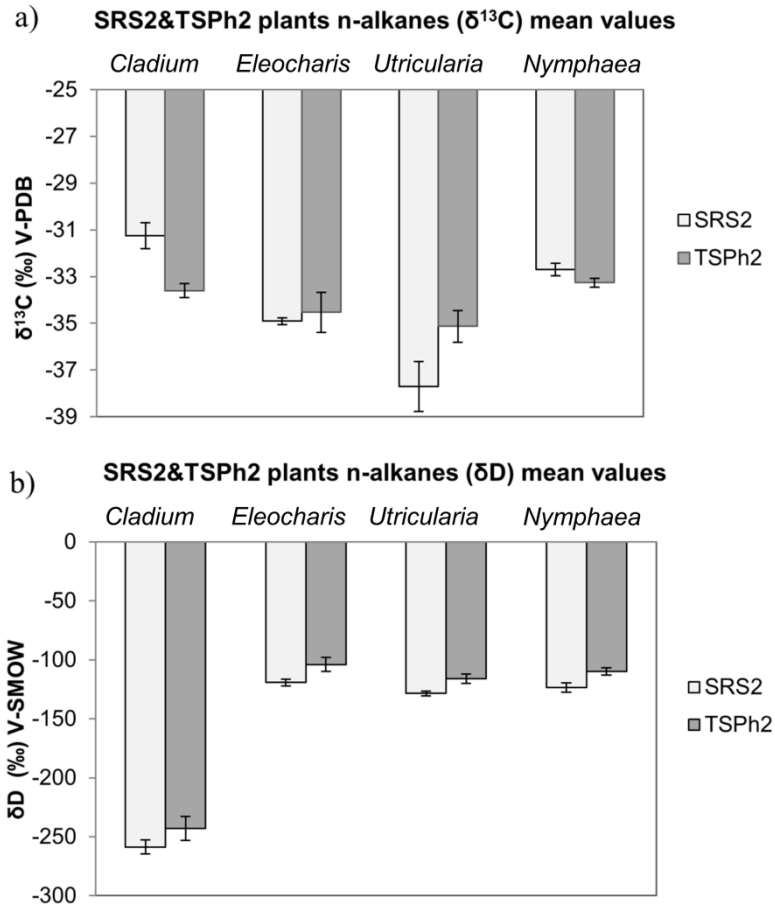 a)
SRS2&TSPh2 plants n-alkanes (δ¹³C) mean values
Cladium Eleocharis Utricularia Nymphaea
-25
-27
-29
-31
-33
-35
-37
-39
δ¹³C (‰) V-PDB
SRS2
TSPh2
b)
SRS2&TSPh2 plants n-alkanes (δD) mean values
Cladium Eleocharis Utricularia Nymphaea
0
-50
-100
-150
-200
-250
-300
δD (‰) V-SMOW
SRS2
TSPh2